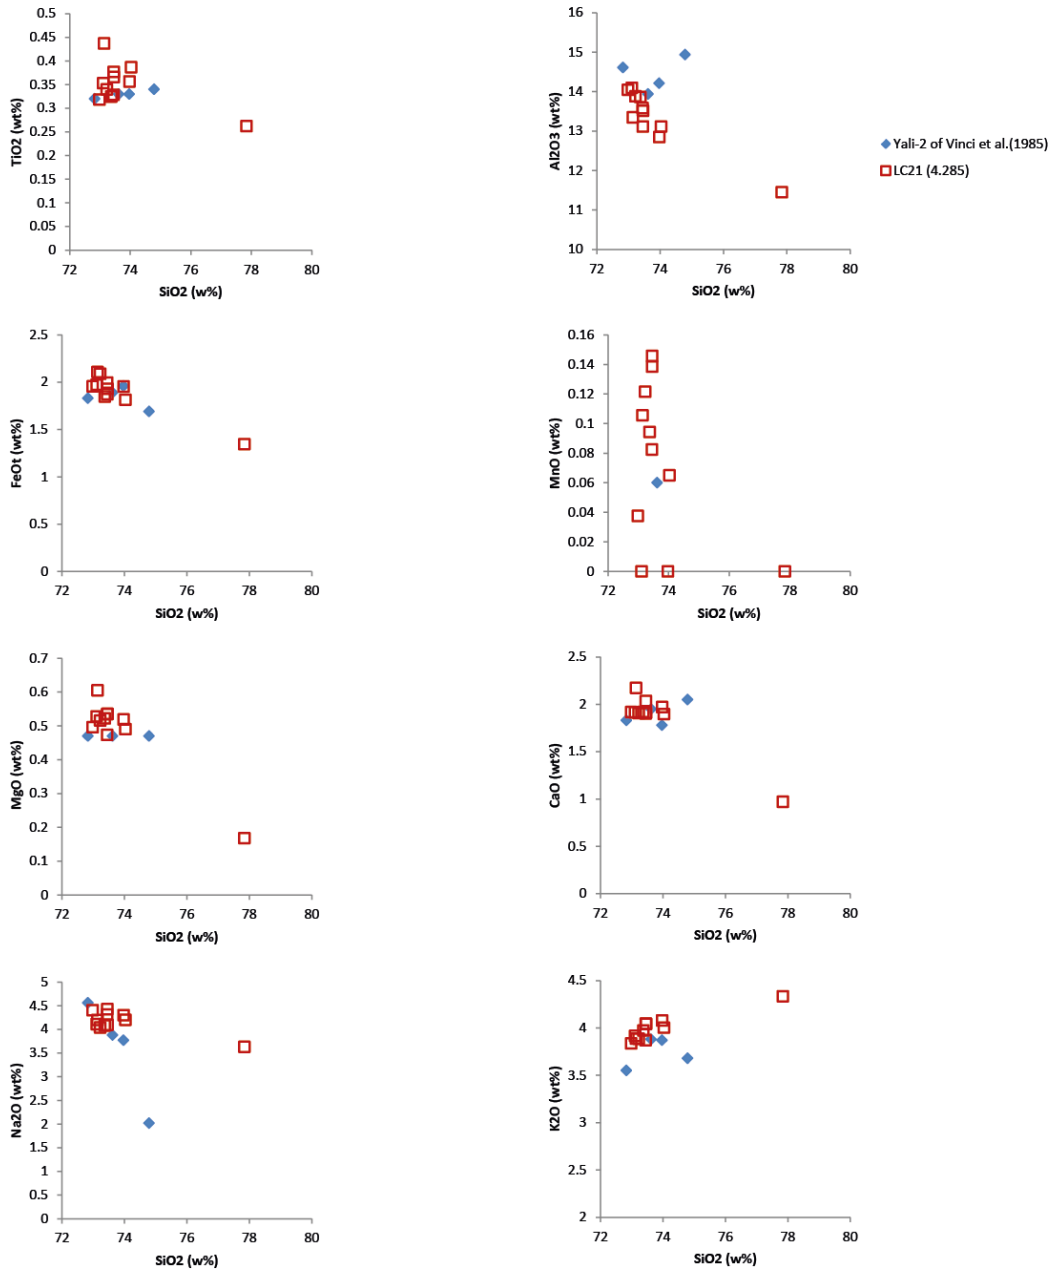 0.5
0.45
0.4
0.35
0.3
0.25
0.2
0.15
0.1
0.05
0
TiO2 (wt%)
72 74 76 78 80
SiO2 (w%)
16
15
14
13
12
11
10
Al2O3 (wt%)
72 74 76 78 80
SiO2 (w%)
Yali-2 of Vinci et al.(1985)
LC21 (4.285)
2.5
2
1.5
1
0.5
0
FeOt (wt%)
72 74 76 78 80
SiO2 (w%)
0.16
0.14
0.12
0.1
0.08
0.06
0.04
0.02
0
MnO (wt%)
72 74 76 78 80
SiO2 (w%)
0.7
0.6
0.5
0.4
0.3
0.2
0.1
0
MgO (wt%)
72 74 76 78 80
SiO2 (w%)
2.5
2
1.5
1
0.5
0
CaO (wt%)
72 74 76 78 80
SiO2 (w%)
5
4.5
4
3.5
3
2.5
2
1.5
1
0.5
0
Na2O (wt%)
72 74 76 78 80
SiO2 (w%)
4.5
4
3.5
3
2.5
2
K2O (wt%)
72 74 76 78 80
SiO2 (w%)